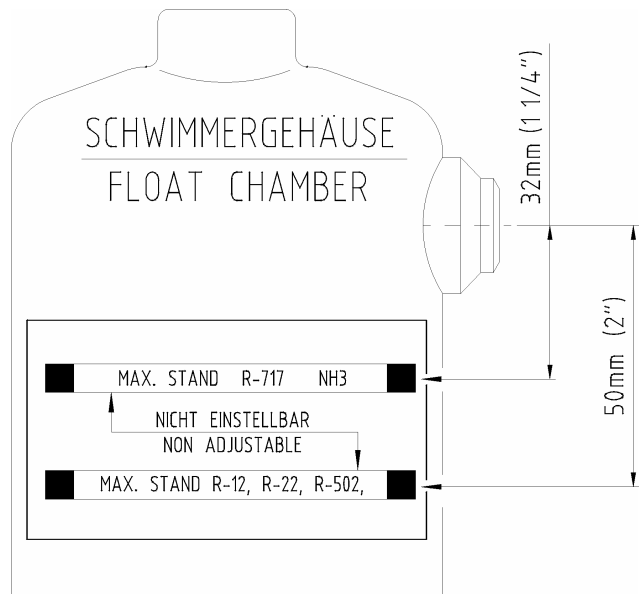 SCHWIMMERGEHÄUSE
FLOAT CHAMBER
32mm (1 1/4")
50mm (2")
MAX. STAND R-717 NH3
NICHT EINSTELLBAR
NON ADJUSTABLE
MAX. STAND R-12, R-22, R-502,